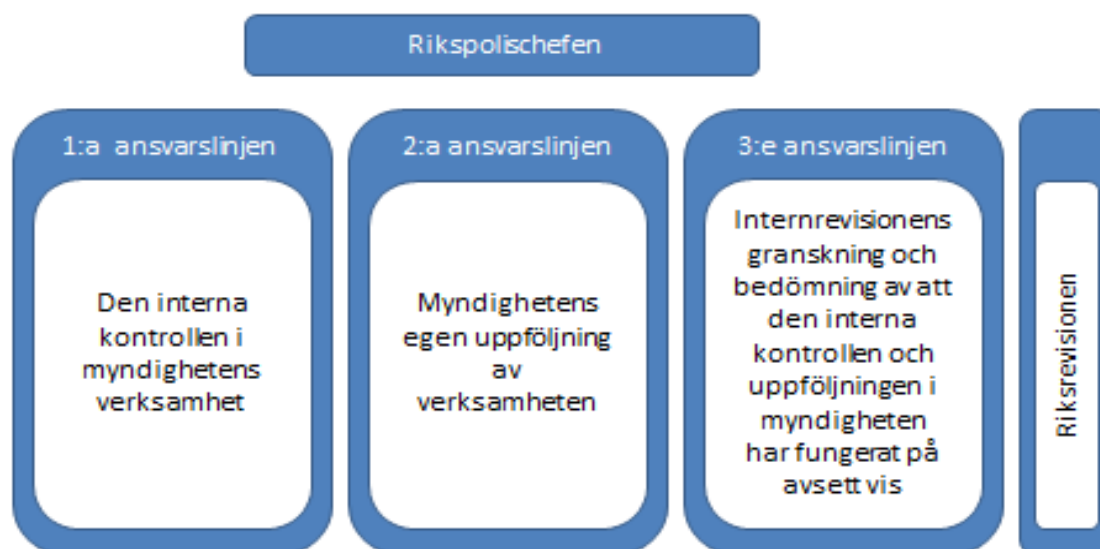 Rikspolischefen
1:a ansvarslinjen
Den interna
kontrollen i
myndighetens
verksamhet
2:a ansvarslinjen
Myndighetens
egen uppföljning
av
verksamheten
3:e ansvarslinjen
Internrevisionens
granskning och
bedömning av att
den interna
kontrollen och
uppföljningen i
myndigheten
har fungerat på
avsett vis
Riksrevisionen